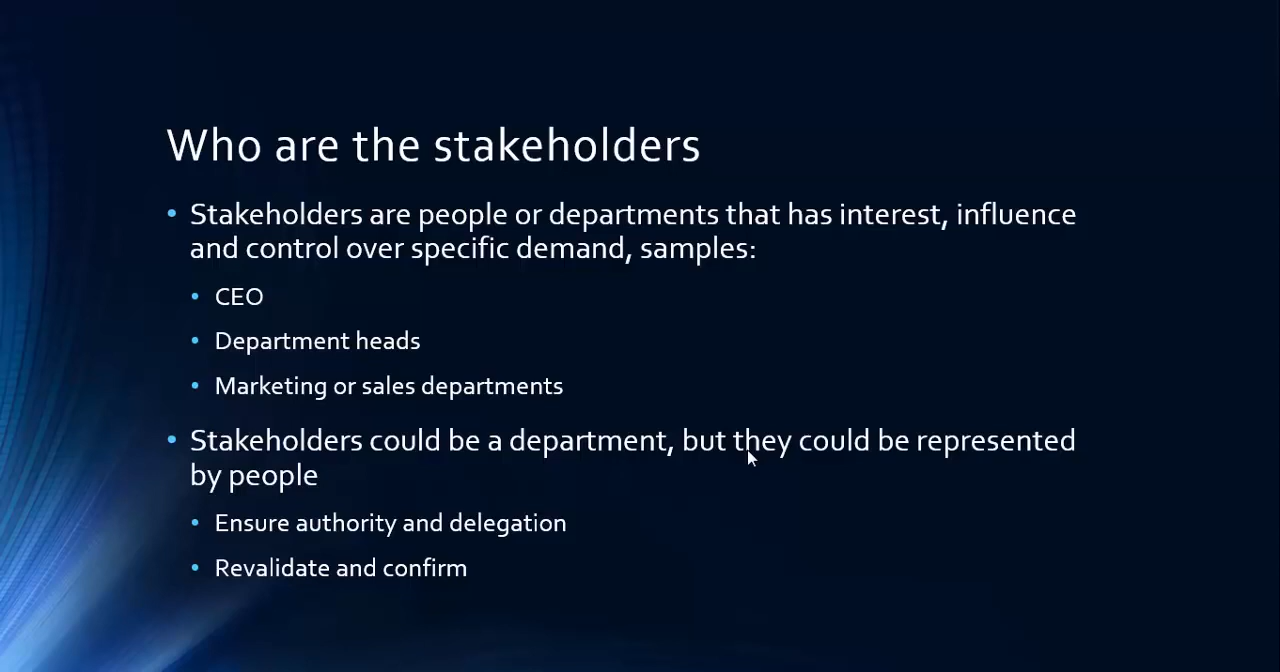 Who are the stakeholders
• Stakeholders are people or departments that has interest, influence
and control over specific demand, samples:
• CEO
• Department heads
• Marketing or sales departments
• Stakeholders could be a department, but they could be represented
by people
• Ensure authority and delegation
• Revalidate and confirm